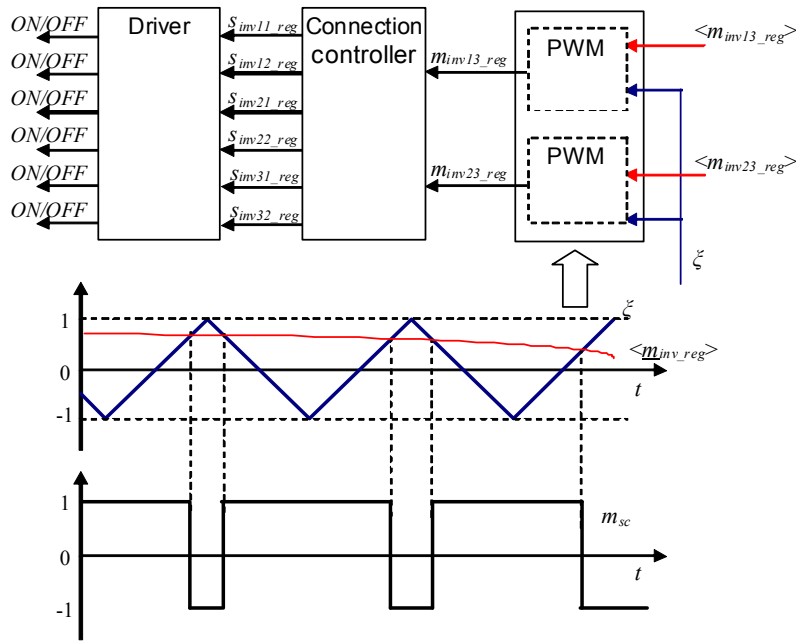 Driver
Connection
controller
PWM
PWM
ON/OFF
ON/OFF
ON/OFF
ON/OFF
ON/OFF
ON/OFF
s_inv11_reg
s_inv12_reg
s_inv21_reg
s_inv22_reg
s_inv31_reg
s_inv32_reg
m_inv13_reg
m_inv23_reg
<m_inv13_reg>
<m_inv23_reg>
ξ
1
0
-1
ξ
<m_inv_reg>
t
1
0
-1
m_sc
t